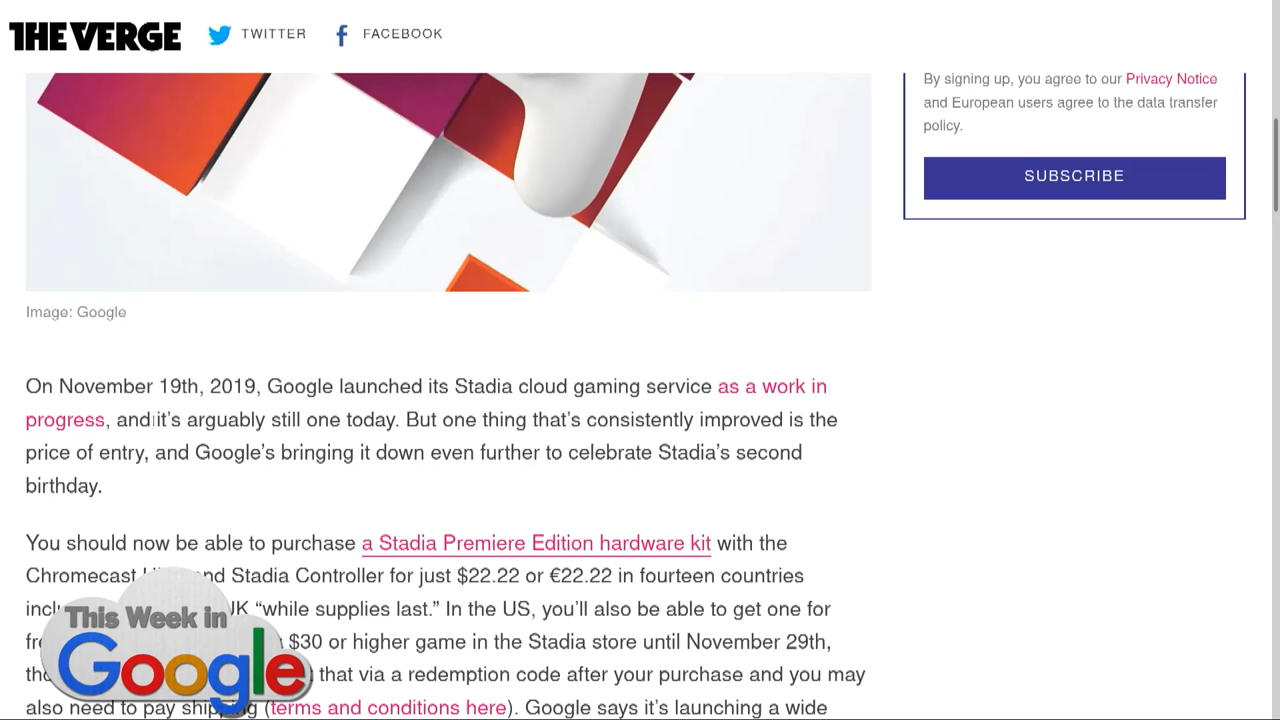 THE VERGE TWITTER FACEBOOK
By signing up, you agree to our Privacy Notice
and European users agree to the data transfer
policy.
SUBSCRIBE
Image: Google
On November 19th, 2019, Google launched its Stadia cloud gaming service as a work in
progress, and it’s arguably still one today. But one thing that’s consistently improved is the
price of entry, and Google’s bringing it down even further to celebrate Stadia’s second
birthday.
You should now be able to purchase a Stadia Premiere Edition hardware kit with the
Chromecast Stadia Controller for just $22.22 or €22.22 in fourteen countries
UK “while supplies last.” In the US, you’ll also be able to get one for
$30 or higher game in the Stadia store until November 29th,
that via a redemption code after your purchase and you may
also need to pay shipping (terms and conditions here). Google says it’s launching a wide
This Week in
Google